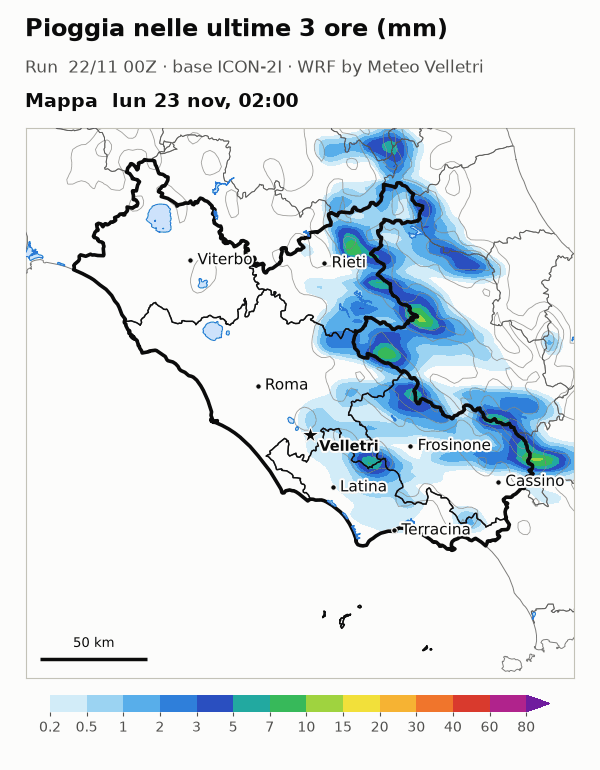 Pioggia nelle ultime 3 ore (mm)
Run  22/11 00Z · base ICON-2I · WRF by Meteo Velletri
Mappa  lun 23 nov, 02:00
Viterbo
Rieti
Roma
Velletri
Frosinone
Cassino
Latina
Terracina
50 km
0.2 0.5 1 2 3 5 7 10 15 20 30 40 60 80